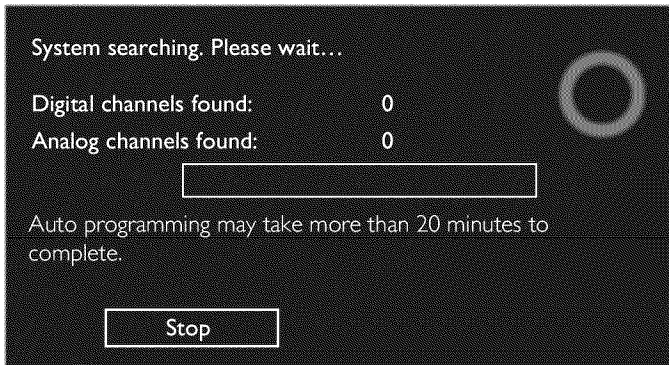 System searching. Please wait…
Digital channels found: 0
Analog channels found: 0
Auto programming may take more than 20 minutes to
complete.
Stop